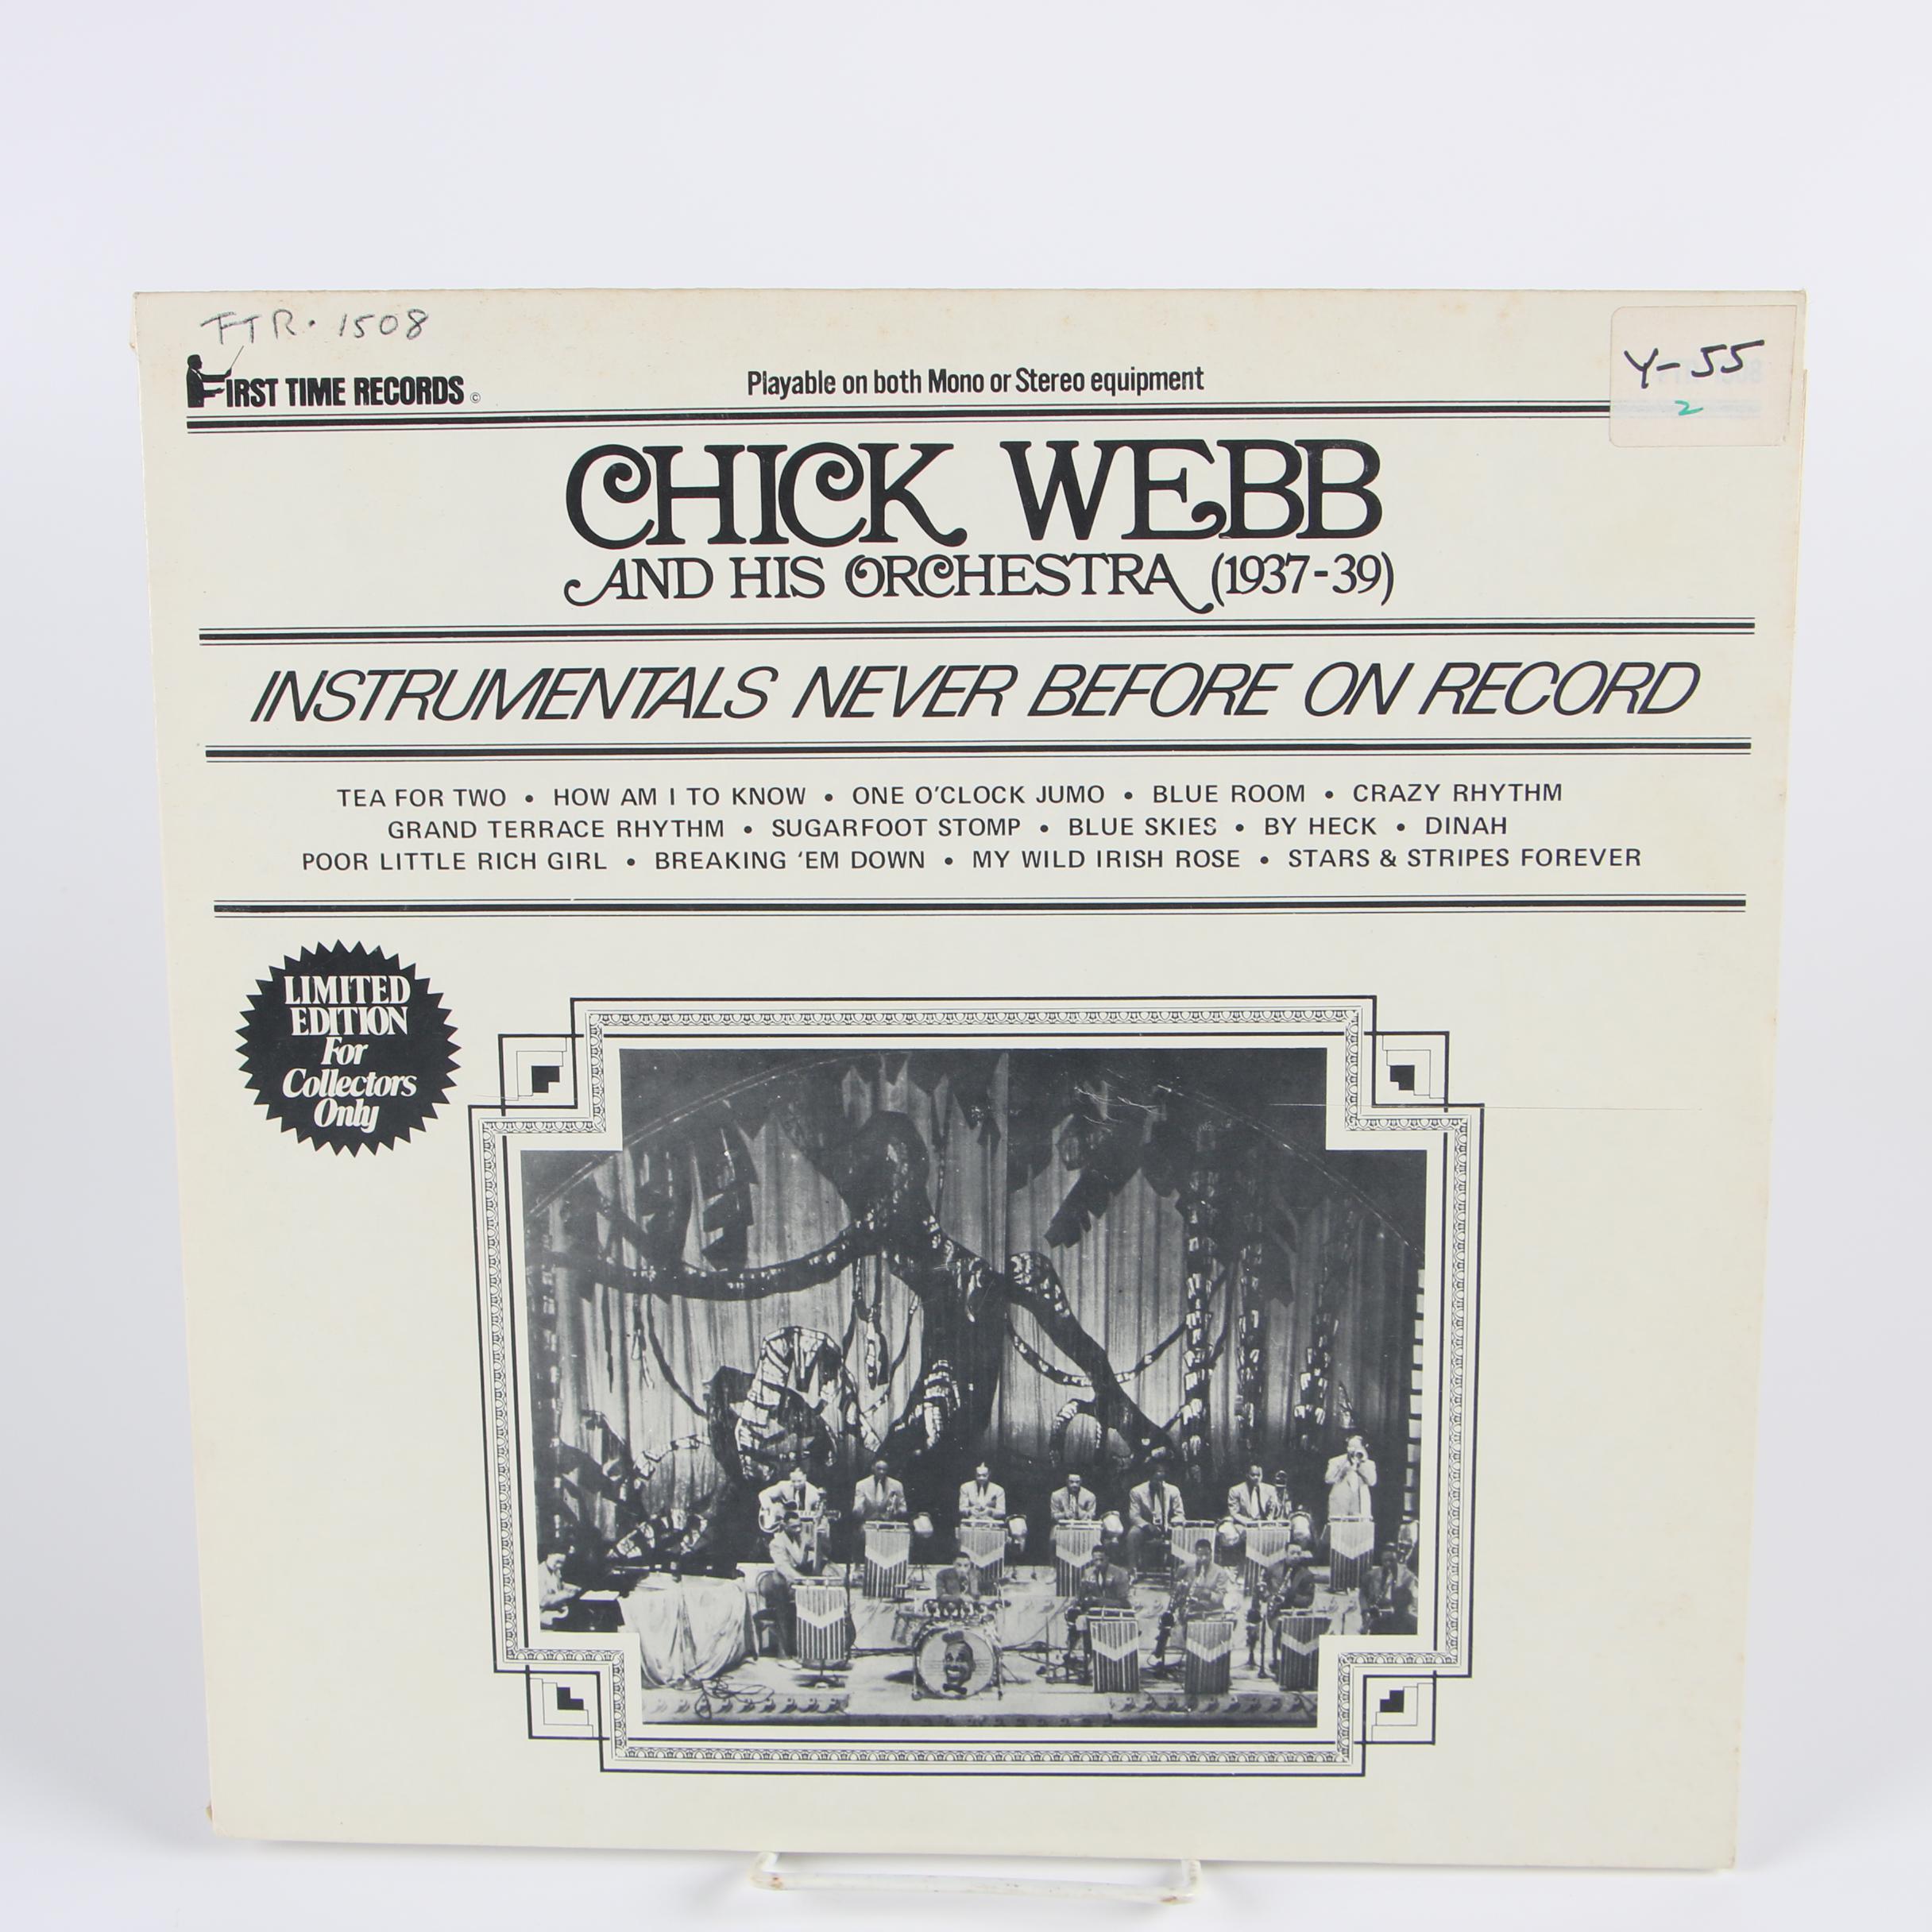 FTR. 1508
FIRST TIME RECORDS ©
Playable on both Mono or Stereo equipment
Y-55
2
CHICK WEBB
AND HIS ORCHESTRA (1937-39)
INSTRUMENTALS NEVER BEFORE ON RECORD
TEA FOR TWO • HOW AM I TO KNOW • ONE O'CLOCK JUMO • BLUE ROOM • CRAZY RHYTHM
GRAND TERRACE RHYTHM • SUGARFOOT STOMP • BLUE SKIES • BY HECK • DINAH
POOR LITTLE RICH GIRL • BREAKING 'EM DOWN • MY WILD IRISH ROSE • STARS & STRIPES FOREVER
LIMITED
EDITION
For
Collectors
Only